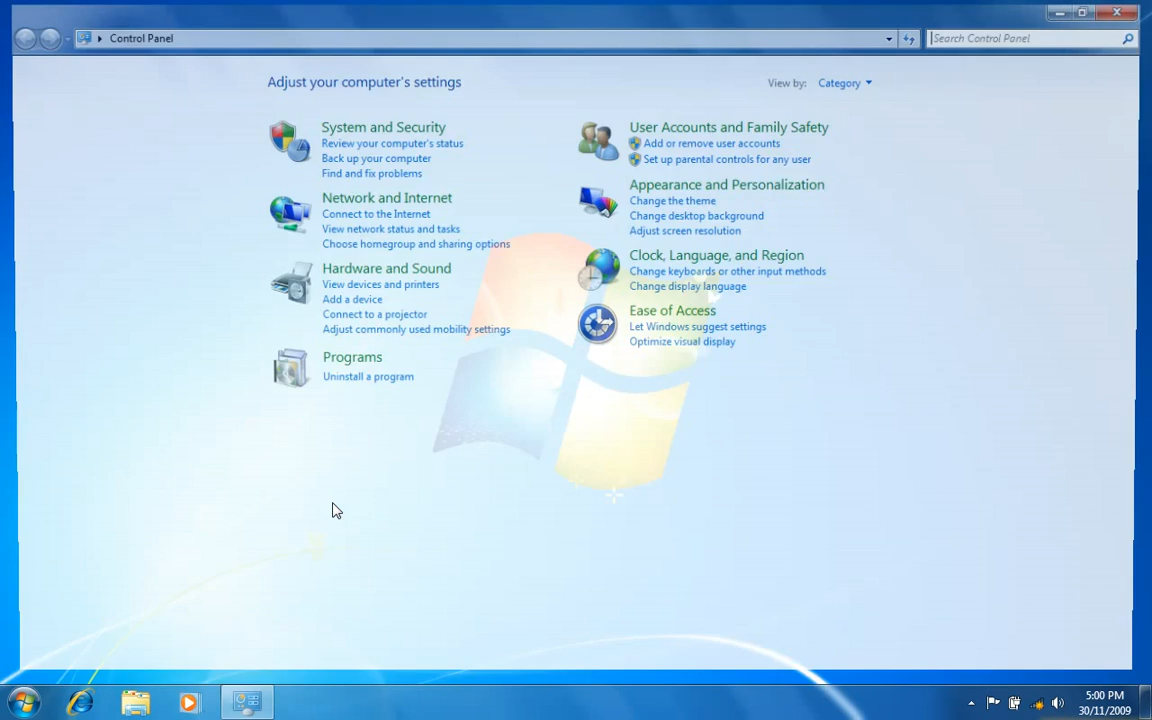 Control Panel
Search Control Panel
Adjust your computer's settings
View by: Category
System and Security
Review your computer's status
Back up your computer
Find and fix problems
Network and Internet
Connect to the Internet
View network status and tasks
Choose homegroup and sharing options
Hardware and Sound
View devices and printers
Add a device
Connect to a projector
Adjust commonly used mobility settings
Programs
Uninstall a program
User Accounts and Family Safety
Add or remove user accounts
Set up parental controls for any user
Appearance and Personalization
Change the theme
Change desktop background
Adjust screen resolution
Clock, Language, and Region
Change keyboards or other input methods
Change display language
Ease of Access
Let Windows suggest settings
Optimize visual display
5:00 PM
30/11/2009